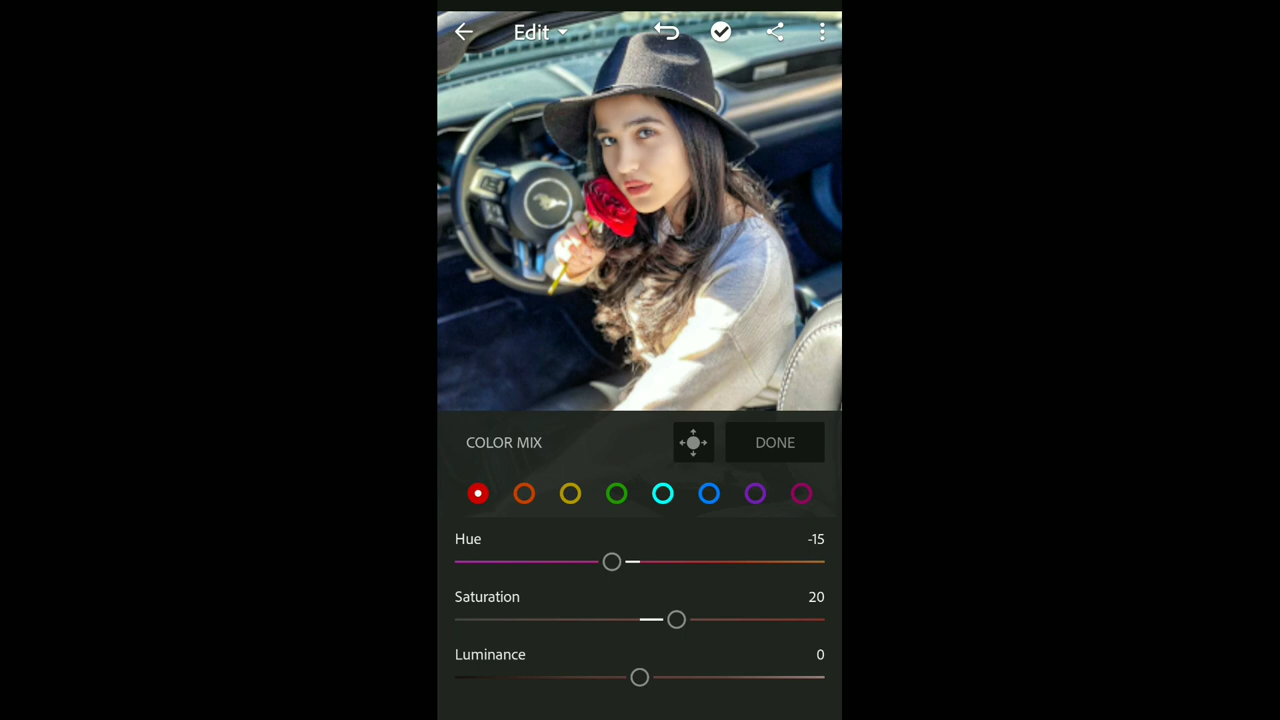 Edit
COLOR MIX
DONE
Hue -15
Saturation 20
Luminance 0